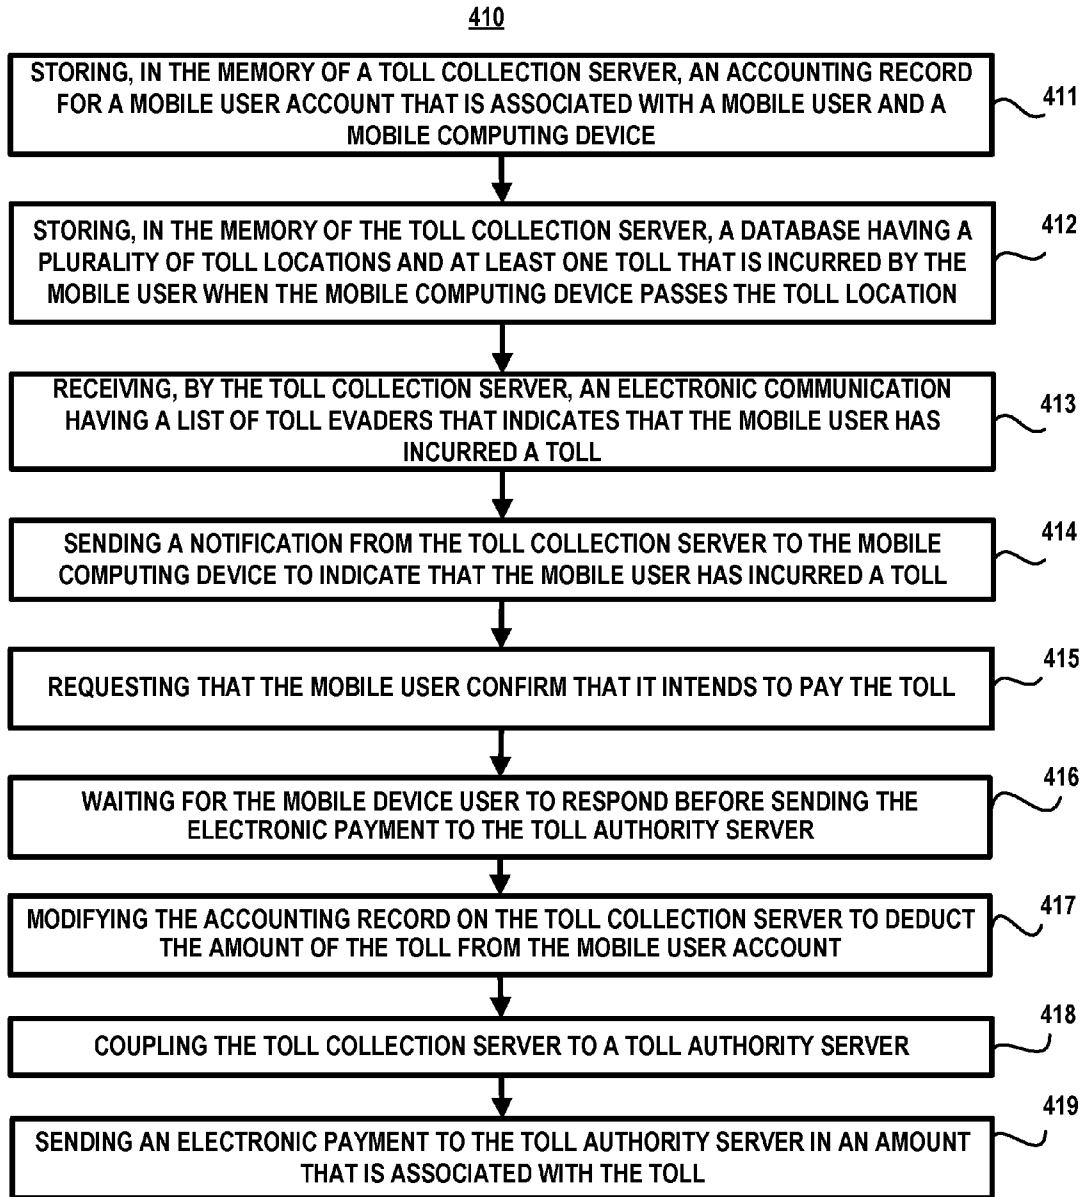 410
STORING, IN THE MEMORY OF A TOLL COLLECTION SERVER, AN ACCOUNTING RECORD
FOR A MOBILE USER ACCOUNT THAT IS ASSOCIATED WITH A MOBILE USER AND A
MOBILE COMPUTING DEVICE
411
STORING, IN THE MEMORY OF THE TOLL COLLECTION SERVER, A DATABASE HAVING A
PLURALITY OF TOLL LOCATIONS AND AT LEAST ONE TOLL THAT IS INCURRED BY THE
MOBILE USER WHEN THE MOBILE COMPUTING DEVICE PASSES THE TOLL LOCATION
412
RECEIVING, BY THE TOLL COLLECTION SERVER, AN ELECTRONIC COMMUNICATION
HAVING A LIST OF TOLL EVADERS THAT INDICATES THAT THE MOBILE USER HAS
INCURRED A TOLL
413
SENDING A NOTIFICATION FROM THE TOLL COLLECTION SERVER TO THE MOBILE
COMPUTING DEVICE TO INDICATE THAT THE MOBILE USER HAS INCURRED A TOLL
414
REQUESTING THAT THE MOBILE USER CONFIRM THAT IT INTENDS TO PAY THE TOLL
415
WAITING FOR THE MOBILE DEVICE USER TO RESPOND BEFORE SENDING THE
ELECTRONIC PAYMENT TO THE TOLL AUTHORITY SERVER
416
MODIFYING THE ACCOUNTING RECORD ON THE TOLL COLLECTION SERVER TO DEDUCT
THE AMOUNT OF THE TOLL FROM THE MOBILE USER ACCOUNT
417
COUPLING THE TOLL COLLECTION SERVER TO A TOLL AUTHORITY SERVER
418
SENDING AN ELECTRONIC PAYMENT TO THE TOLL AUTHORITY SERVER IN AN AMOUNT
THAT IS ASSOCIATED WITH THE TOLL
419